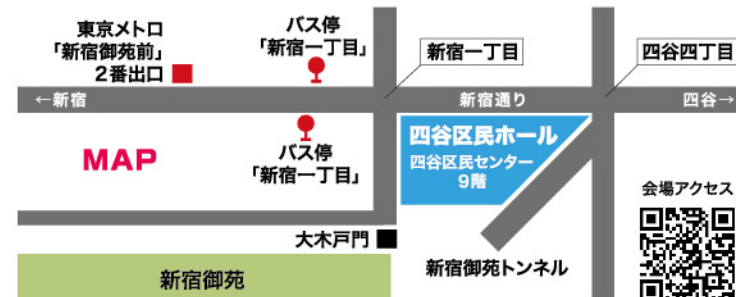 東京メトロ
「新宿御苑前」
2番出口
バス停
「新宿一丁目」
新宿一丁目
四谷四丁目
←新宿
新宿通り
四谷→
MAP
バス停
「新宿一丁目」
四谷区民ホール
四谷区民センター
9階
会場アクセス
大木戸門
新宿御苑トンネル
新宿御苑